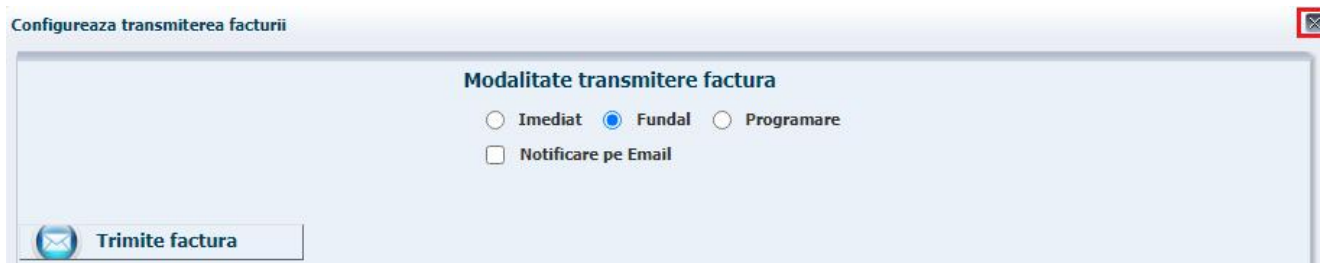 Configureaza transmiterea facturii
Modalitate transmitere factura
Imediat Fundal Programare
Notificare pe Email
Trimite factura